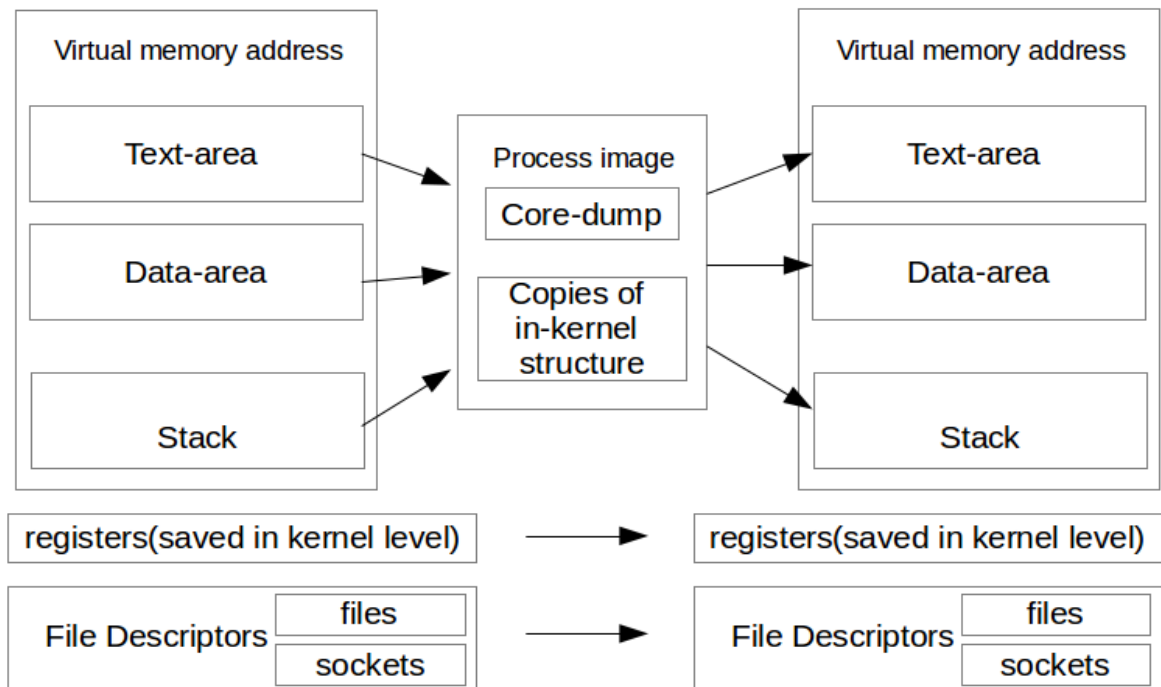 Virtual memory address
Text-area
Data-area
Stack
Process image
Core-dump
Copies of
in-kernel
structure
Virtual memory address
Text-area
Data-area
Stack
registers(saved in kernel level)
registers(saved in kernel level)
File Descriptors
files
sockets
File Descriptors
files
sockets